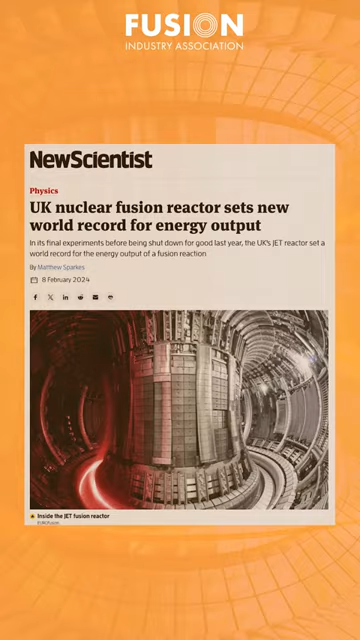 FUSION
INDUSTRY ASSOCIATION
NewScientist
Physics
UK nuclear fusion reactor sets new
world record for energy output
In its final experiments before being shut down for good last year, the UK's JET reactor set a
world record for the energy output of a fusion reaction
By Matthew Sparkes
8 February 2024
Inside the JET fusion reactor
EUROfusion